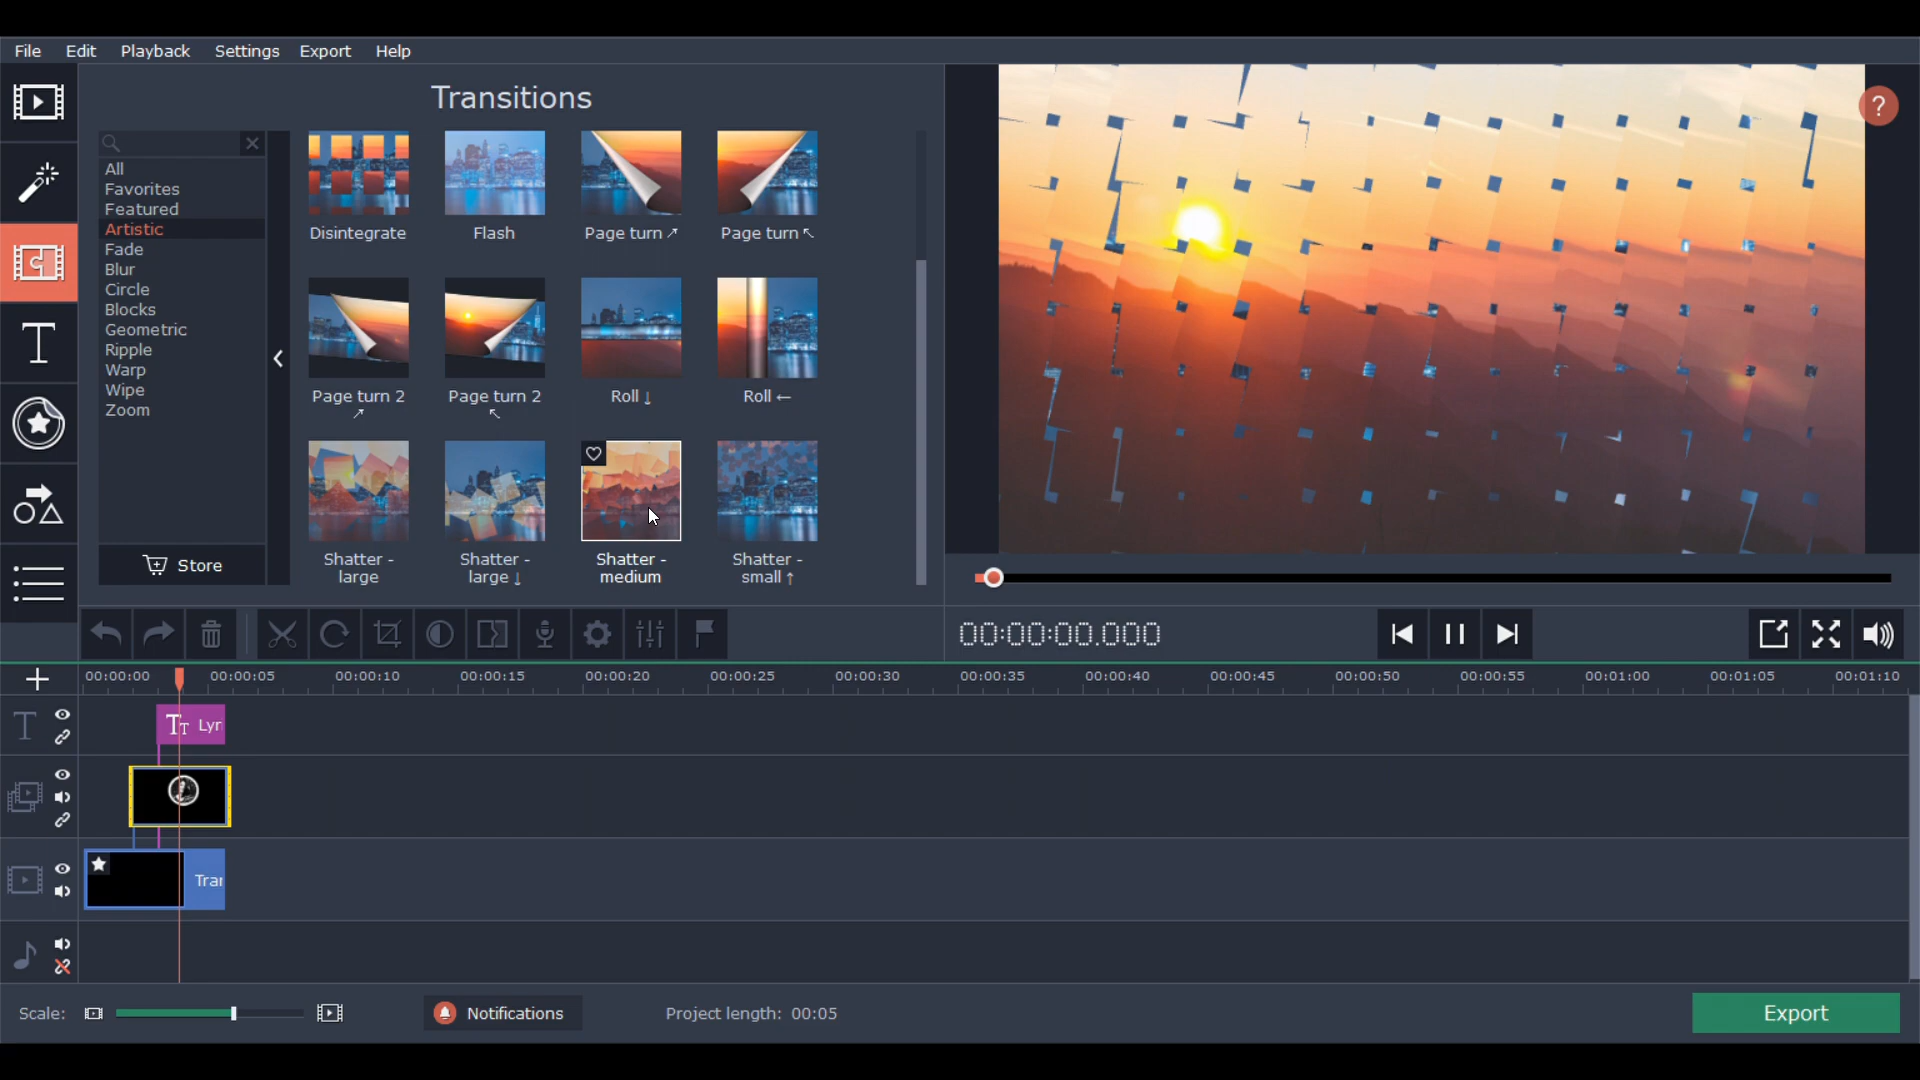 File Edit Playback Settings Export Help
Transitions
?
All
Favorites
Featured
Artistic
Fade
Blur
Circle
Blocks
Geometric
Ripple
Warp
Wipe
Zoom
Store
Disintegrate Flash Page turn ↗ Page turn ↖
Page turn 2 ↗ Page turn 2 ↖ Roll ↓ Roll ←
Shatter - large Shatter - large ↓ Shatter - medium Shatter - small ↑
00:00:00.000
00:00:00 00:00:05 00:00:10 00:00:15 00:00:20 00:00:25 00:00:30 00:00:35 00:00:40 00:00:45 00:00:50 00:00:55 00:01:00 00:01:05 00:01:10
Lyr
Trar
Scale: Notifications Project length: 00:05 Export